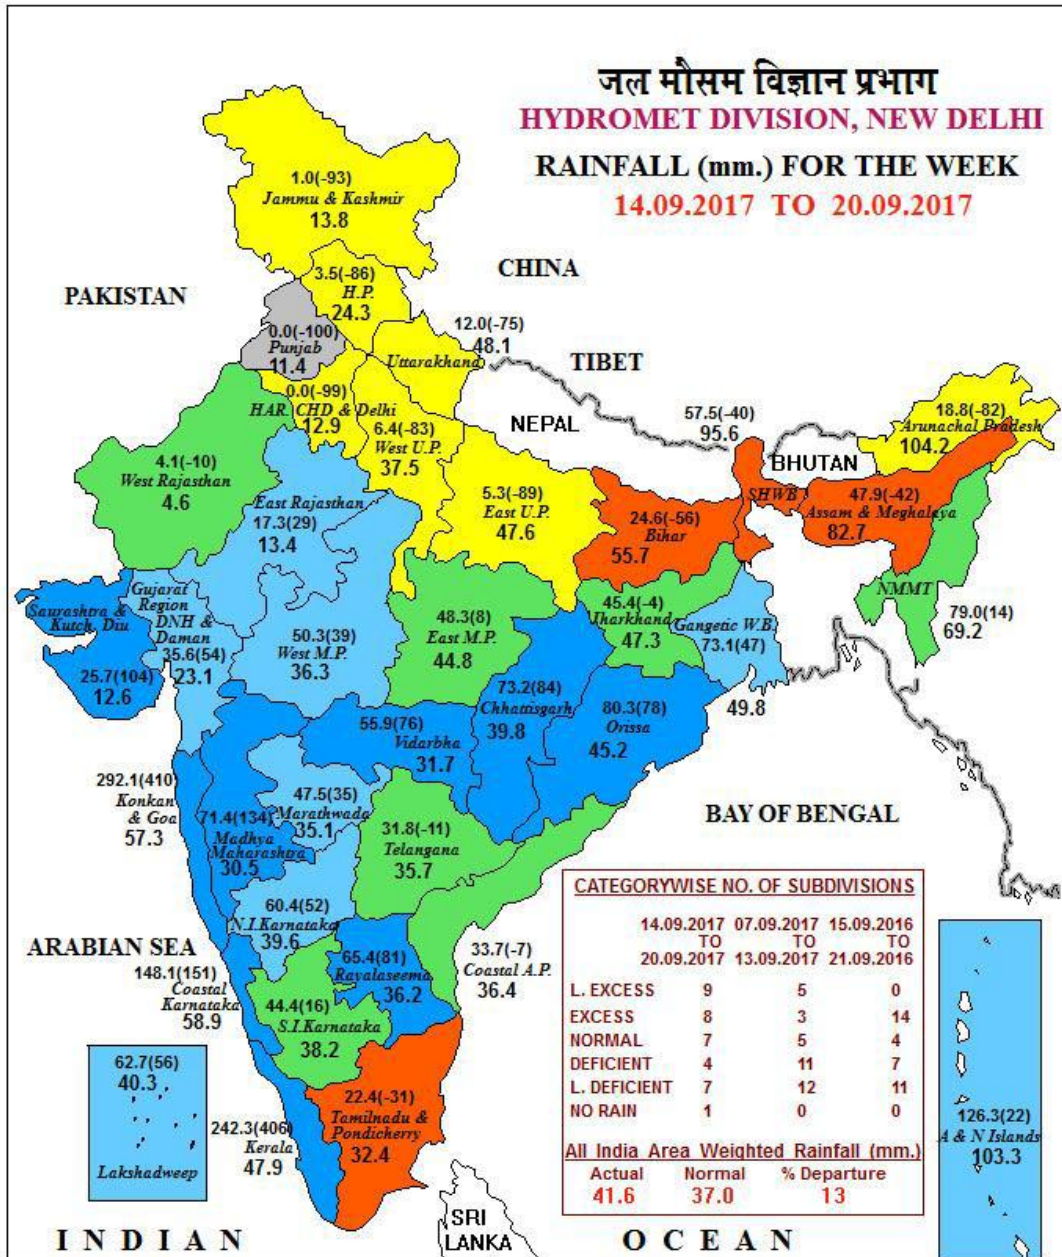 जल मौसम विज्ञान प्रभाग
HYDROMET DIVISION, NEW DELHI
RAINFALL (mm.) FOR THE WEEK
14.09.2017 TO 20.09.2017
1.0(-93)
Jammu & Kashmir
13.8
CHINA
PAKISTAN
3.5(-86)
H.P.
24.3
0.0(-100)
Punjab
11.4
12.0(-75)
48.1
Uttarakhand
TIBET
0.0(-99)
HAR. CHD & Delhi
12.9
6.4(-83)
West U.P.
37.5
NEPAL
57.5(-40)
95.6
SHWB
BHUTAN
18.8(-82)
Arunachal Pradesh
104.2
4.1(-10)
West Rajasthan
4.6
East Rajasthan
17.3(29)
13.4
5.3(-89)
East U.P.
47.6
24.6(-56)
Bihar
55.7
47.9(-42)
Assam & Meghalaya
82.7
NMMT
79.0(14)
69.2
Saurashtra &
Kutch, Diu
25.7(104)
12.6
Gujarat
Region
DNH &
Daman
35.6(54)
23.1
50.3(39)
West M.P.
36.3
48.3(8)
East M.P.
44.8
45.4(-4)
Jharkhand
47.3
Gangetic W.B.
73.1(47)
49.8
73.2(84)
Chhattisgarh
39.8
80.3(78)
Orissa
45.2
55.9(76)
Vidarbha
31.7
292.1(410)
Konkan
& Goa
57.3
71.4(134)
Madhya
Maharashtra
30.5
47.5(35)
Marathwada
35.1
31.8(-11)
Telangana
35.7
BAY OF BENGAL
60.4(52)
N.I.Karnataka
39.6
ARABIAN SEA
148.1(151)
Coastal
Karnataka
58.9
65.4(81)
Rayalaseema
36.2
33.7(-7)
Coastal A.P.
36.4
44.4(16)
S.I.Karnataka
38.2
62.7(56)
40.3
Lakshadweep
242.3(406)
Kerala
47.9
22.4(-31)
Tamilnadu &
Pondicherry
32.4
CATEGORYWISE NO. OF SUBDIVISIONS
14.09.2017 07.09.2017 15.09.2016
TO TO TO
20.09.2017 13.09.2017 21.09.2016
L. EXCESS 9 5 0
EXCESS 8 3 14
NORMAL 7 5 4
DEFICIENT 4 11 7
L. DEFICIENT 7 12 11
NO RAIN 1 0 0
All India Area Weighted Rainfall (mm.)
Actual Normal % Departure
41.6 37.0 13
126.3(22)
A & N Islands
103.3
SRI
LANKA
INDIAN OCEAN